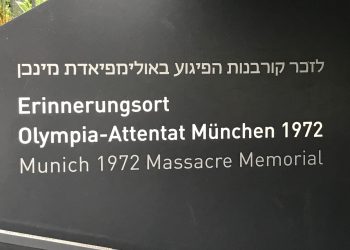 לזכר קורבנות הפיגוע באולימפיאדת מינכן
Erinnerungsort
Olympia-Attentat München 1972
Munich 1972 Massacre Memorial